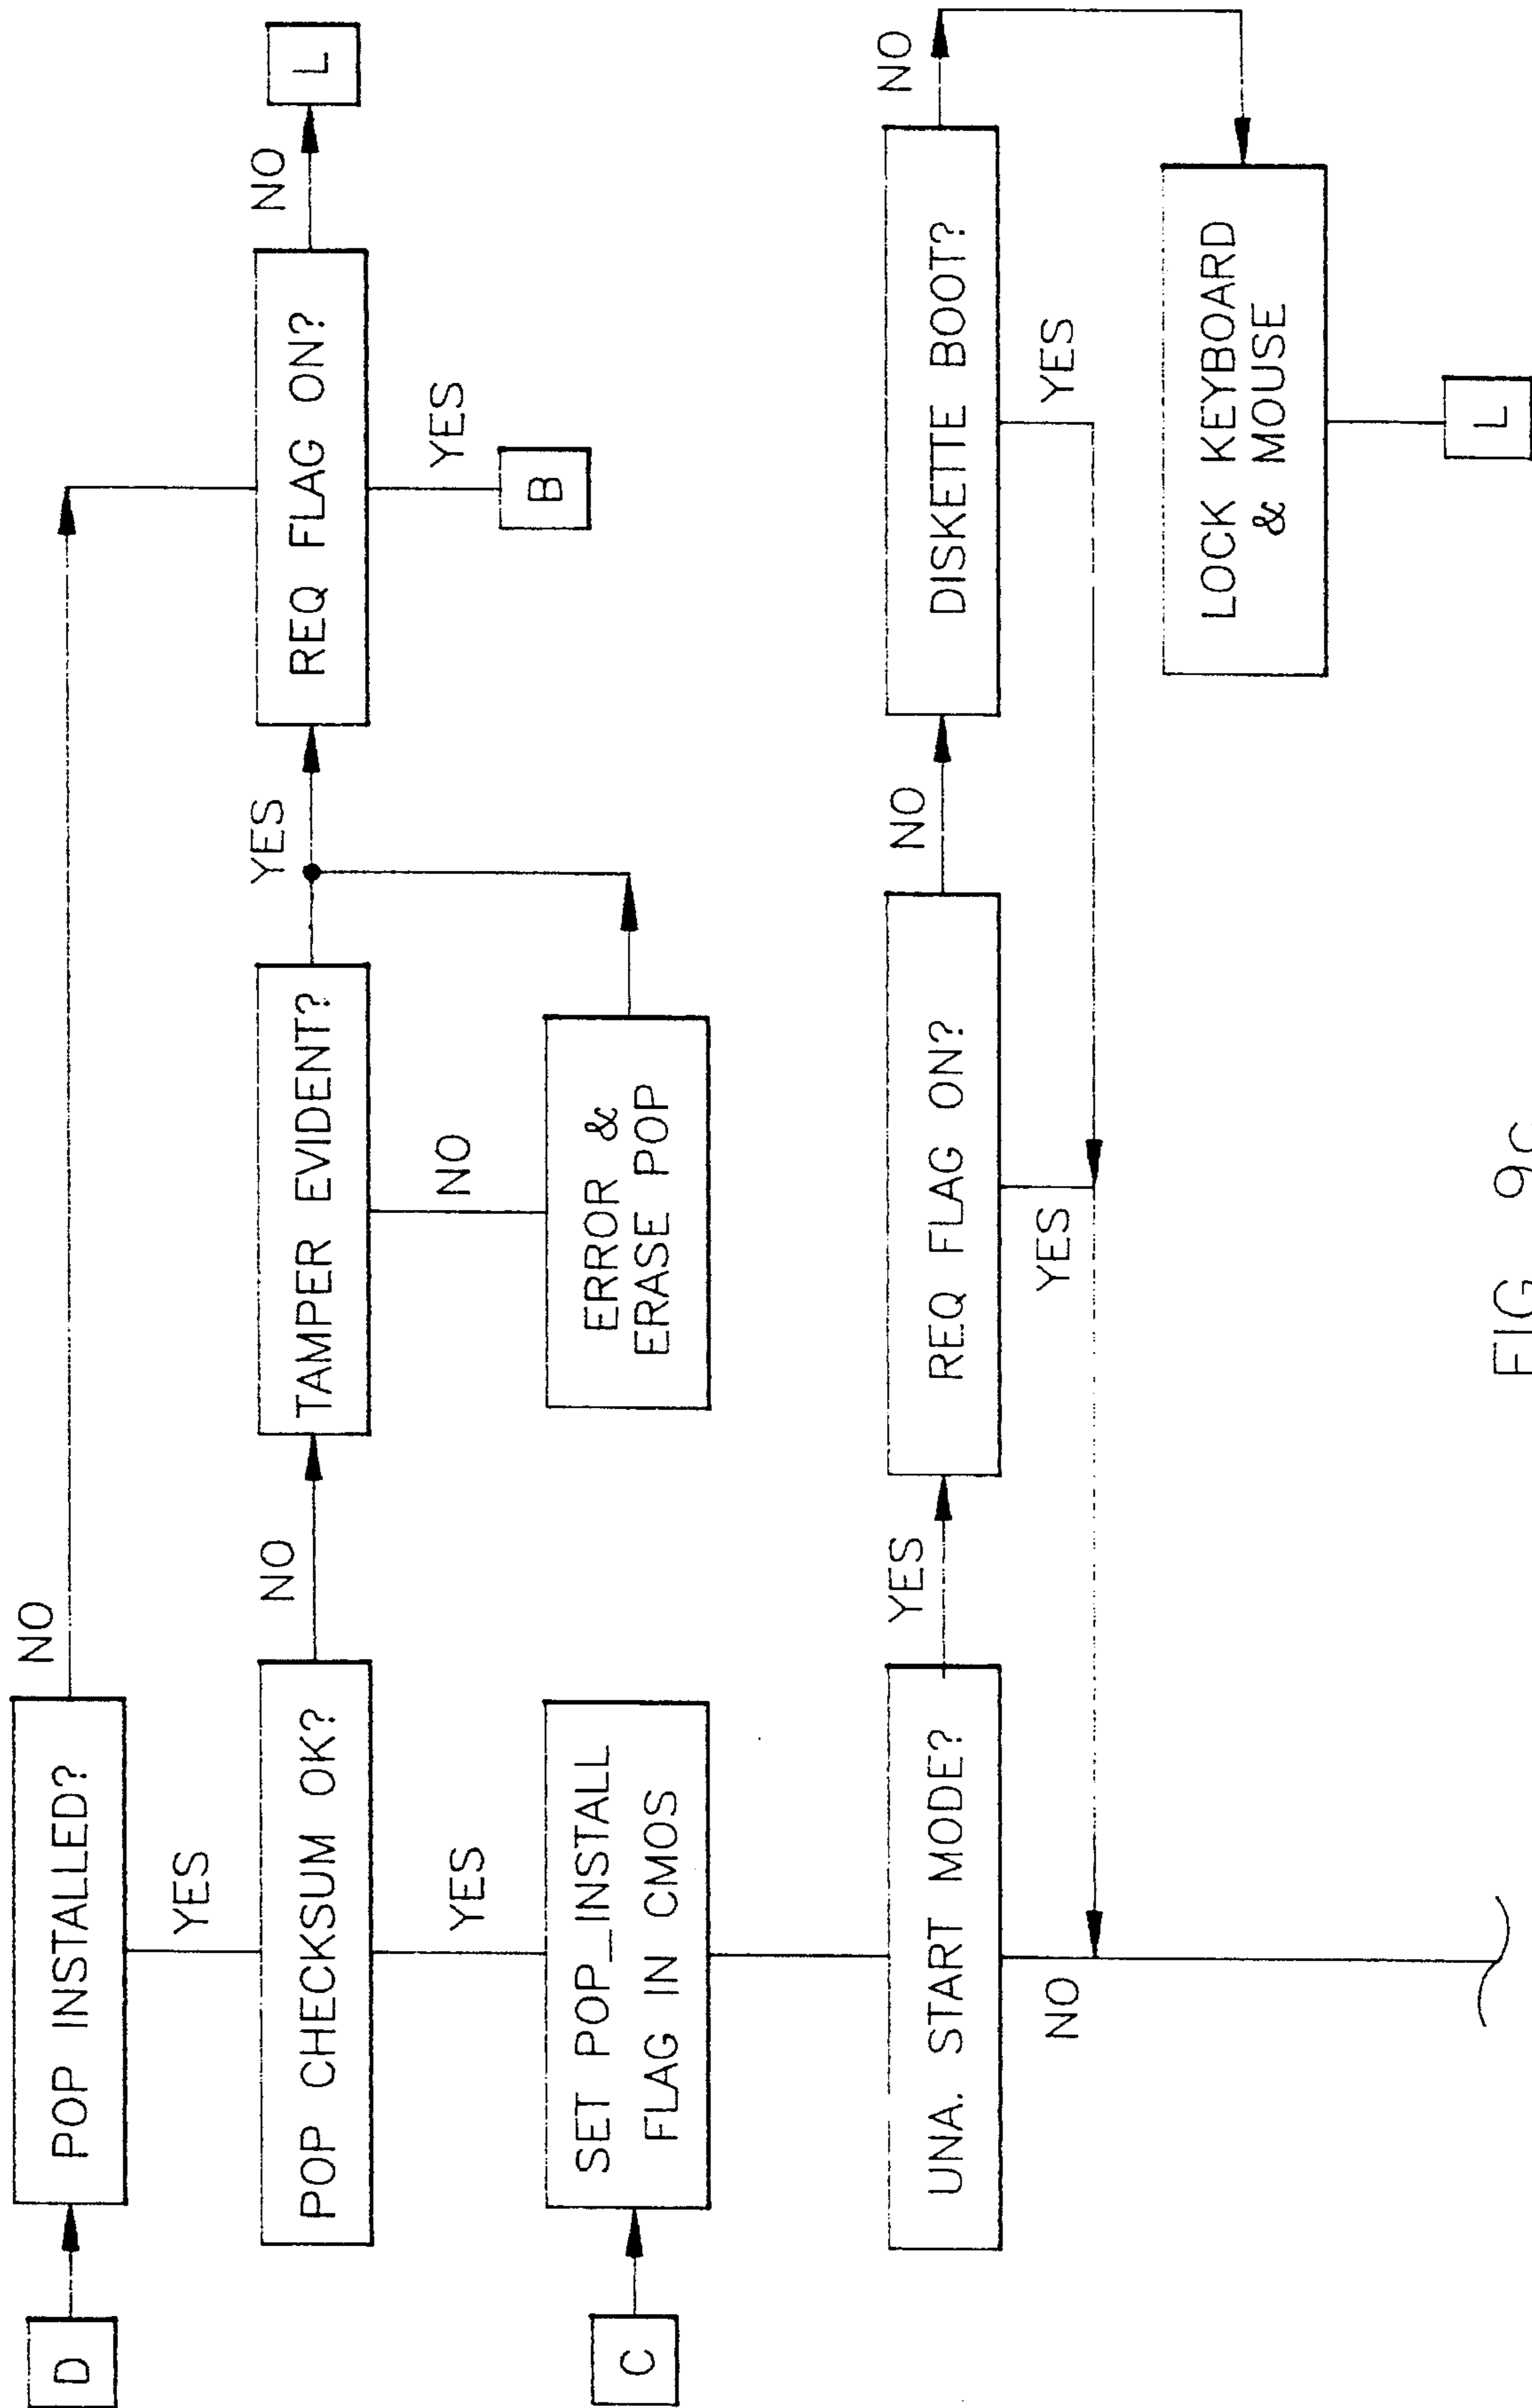 D
POP INSTALLED?
NO
YES
POP CHECKSUM OK?
NO
TAMPER EVIDENT?
YES
REQ FLAG ON?
NO
L
YES
B
NO
ERROR &
ERASE POP
YES
C
SET POP_INSTALL
FLAG IN CMOS
UNA. START MODE?
YES
REQ FLAG ON?
NO
DISKETTE BOOT?
NO
NO
YES
YES
LOCK KEYBOARD
& MOUSE
L
FIG. 9c